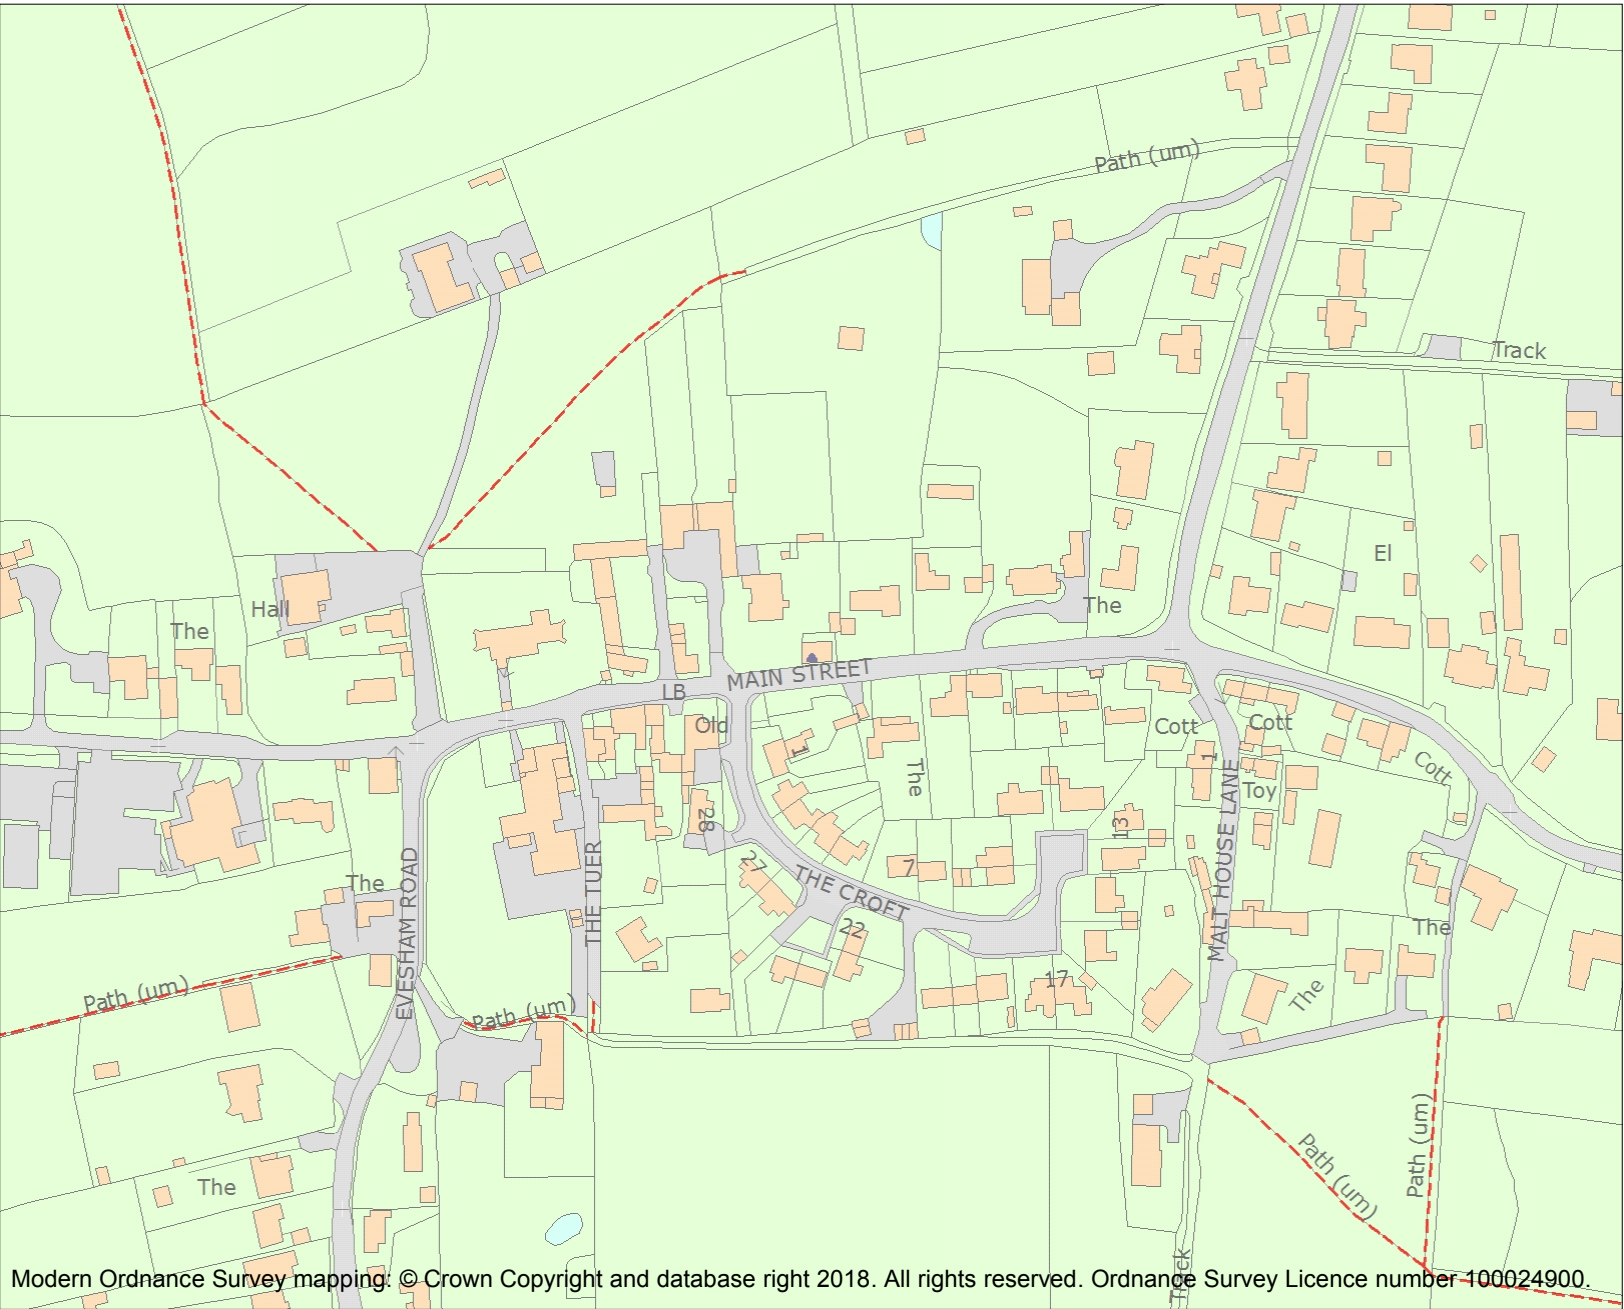 Path (um)
Track
El
Hall
The
The
MAIN STREET
LB
Old
Cott
Cott
1
1
Cott
The
Toy
28
13
27
7
The
THE CROFT
EVESHAM ROAD
THE TUER
MALT HOUSE LANE
22
The
17
The
Path (um)
Path (um)
Path (um)
Path (um)
The
Track
Modern Ordnance Survey mapping: © Crown Copyright and database right 2018. All rights reserved. Ordnance Survey Licence number 100024900.